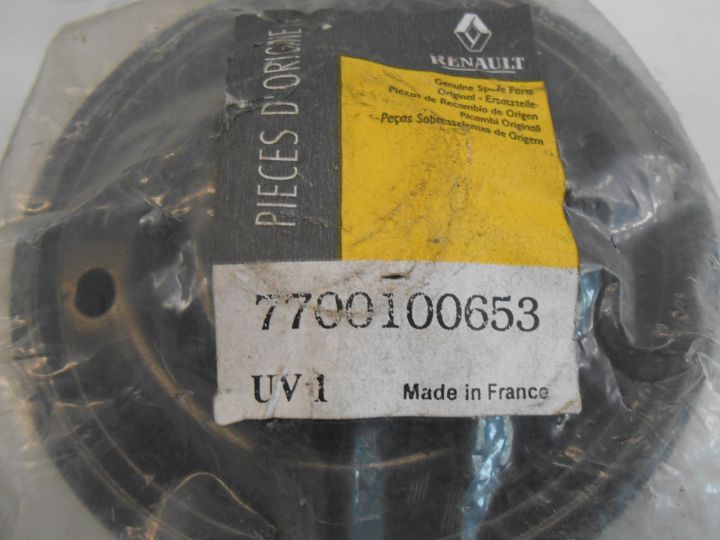 PIECES D'ORIGINE
RENAULT
Genuine Spare Parts
Original - Ersatzteile
Piezas de Recambio de Origen
Ricambi Originali
Peças Sobresselentes de Origem
7700100653
UV 1
Made in France